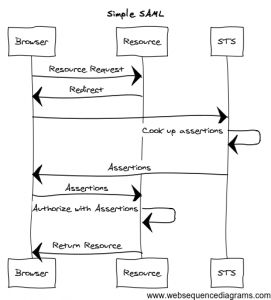 Simple SAML
Browser Resource STS
Resource Request
Redirect
Cook up assertions
Assertions
Assertions
Authorize with Assertions
Return Resource
Browser Resource STS
www.websequencediagrams.com